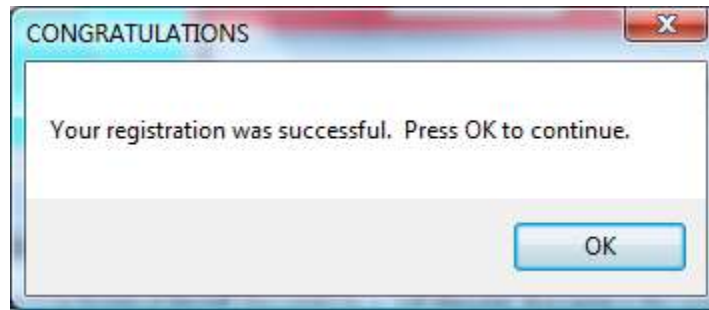 CONGRATULATIONS
Your registration was successful.  Press OK to continue.
OK